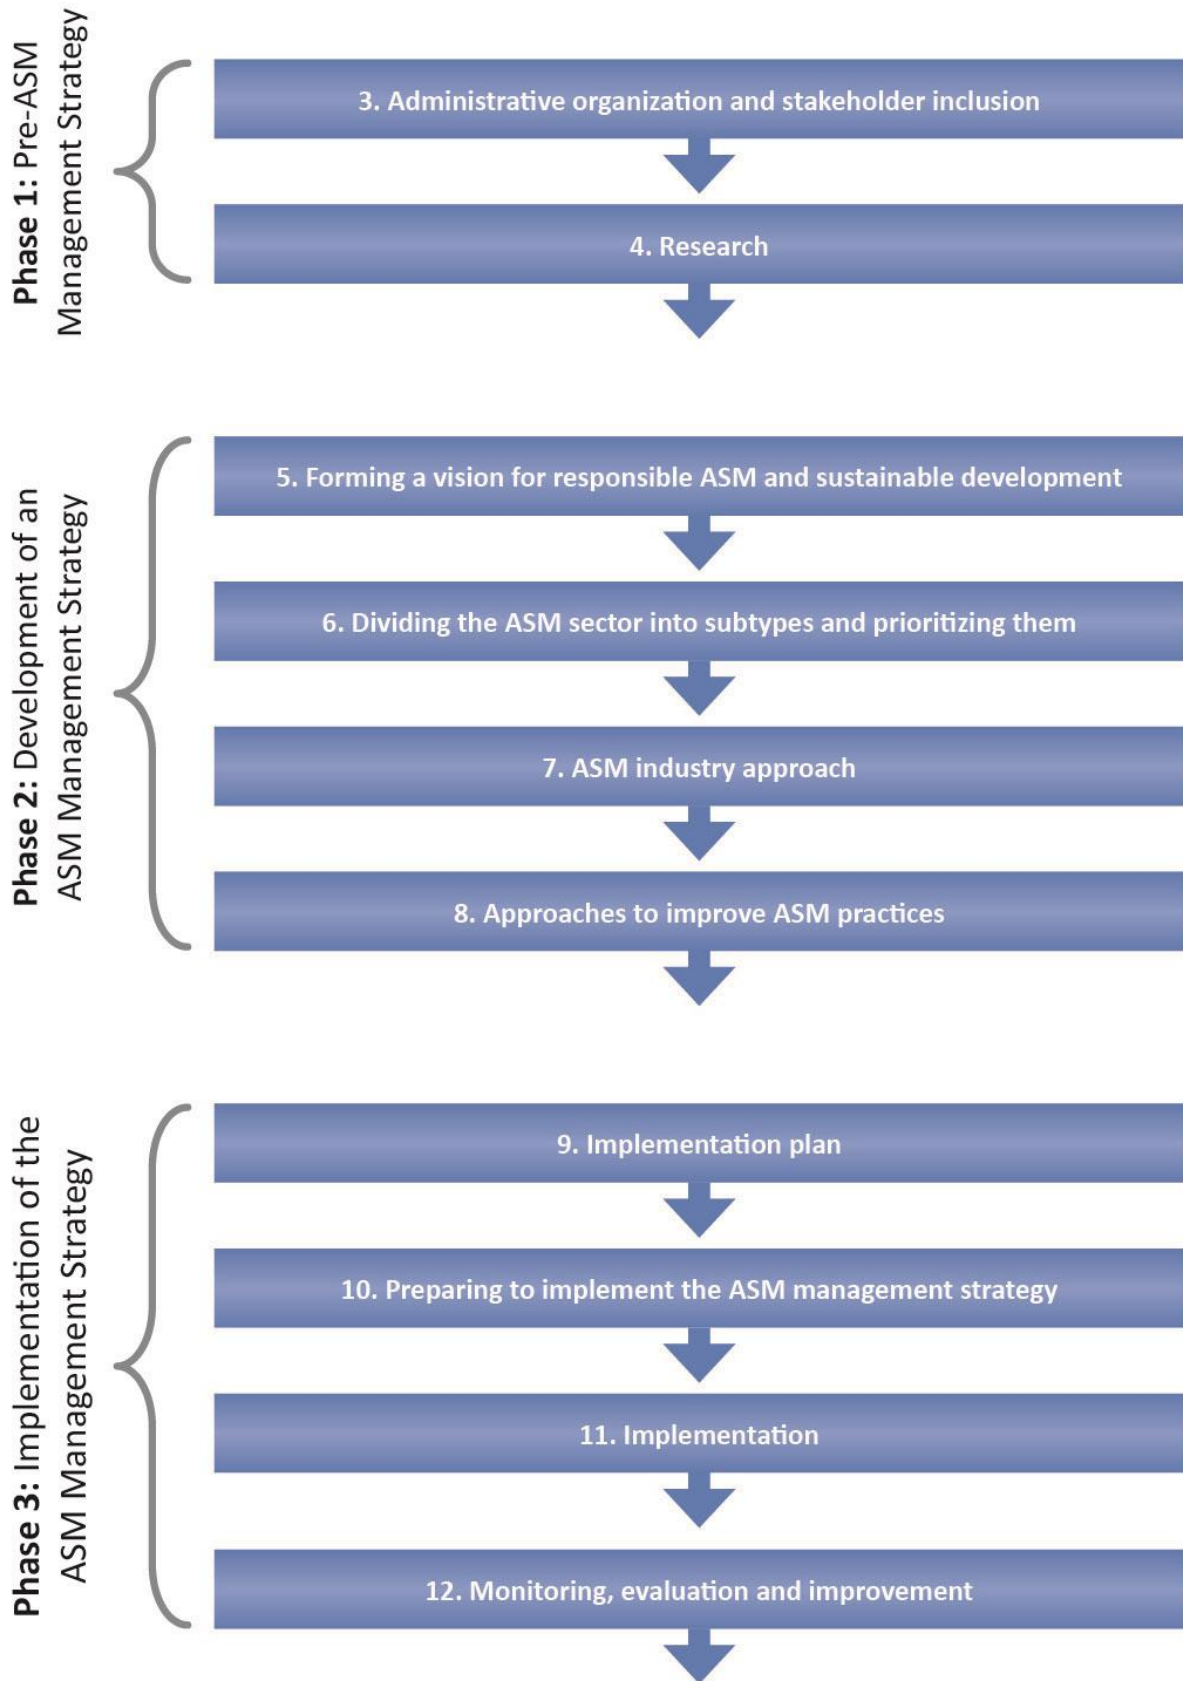 Phase 1: Pre-ASM
Management Strategy
3. Administrative organization and stakeholder inclusion
4. Research
Phase 2: Development of an
ASM Management Strategy
5. Forming a vision for responsible ASM and sustainable development
6. Dividing the ASM sector into subtypes and prioritizing them
7. ASM industry approach
8. Approaches to improve ASM practices
Phase 3: Implementation of the
ASM Management Strategy
9. Implementation plan
10. Preparing to implement the ASM management strategy
11. Implementation
12. Monitoring, evaluation and improvement